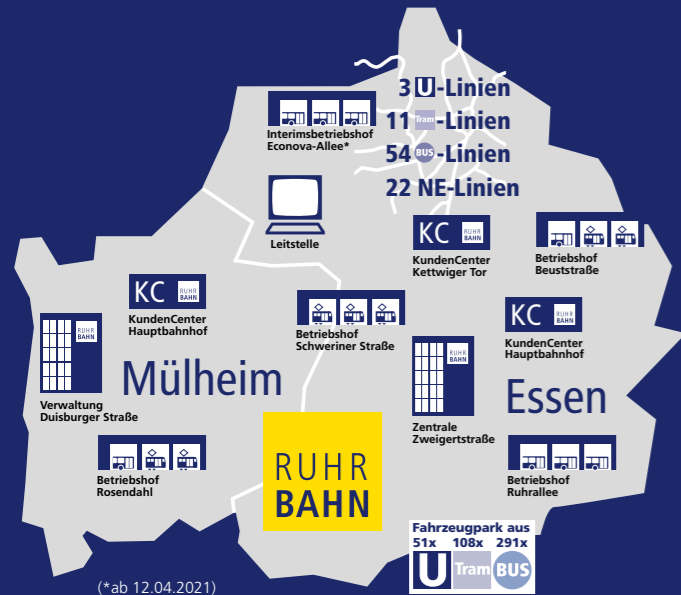 3 U-Linien
11 Tram-Linien
54 BUS-Linien
22 NE-Linien
Interimsbetriebshof
Econova-Allee*
Leitstelle
KC RUHR
BAHN
KundenCenter
Kettwiger Tor
Betriebshof
Beuststraße
KC RUHR
BAHN
KundenCenter
Hauptbahnhof
Betriebshof
Schweriner Straße
KC RUHR
BAHN
KundenCenter
Hauptbahnhof
RUHR
BAHN
Verwaltung
Duisburger Straße
Mülheim
RUHR
BAHN
Zentrale
Zweigertstraße
Essen
Betriebshof
Rosendahl
RUHR
BAHN
Betriebshof
Ruhrallee
Fahrzeugpark aus
51x 108x 291x
U Tram BUS
(*ab 12.04.2021)